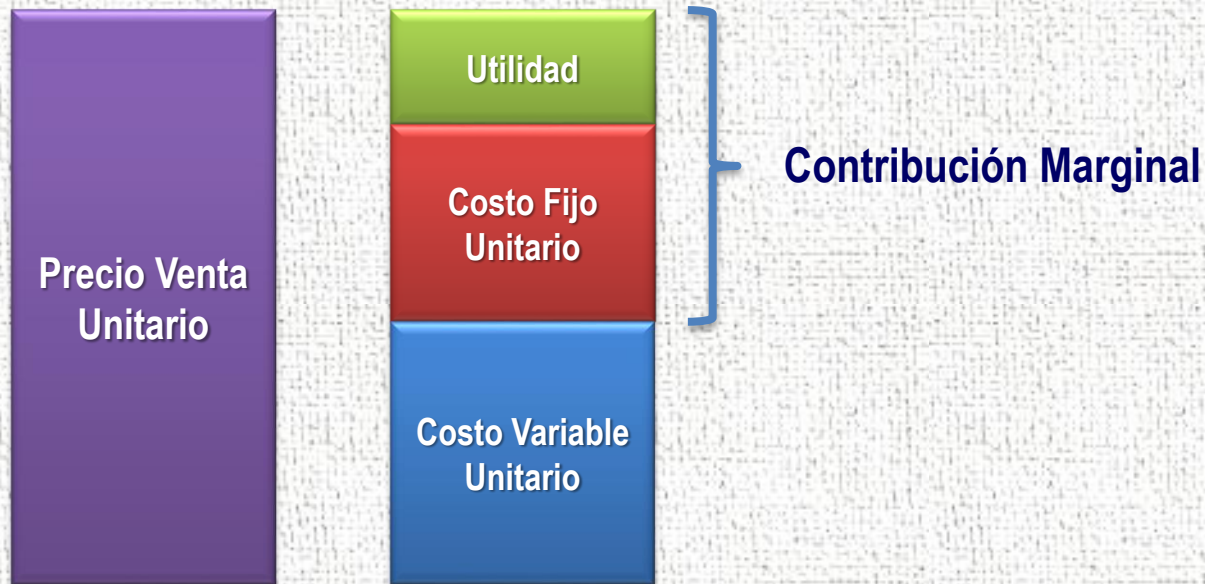 Precio Venta
Unitario
Utilidad
Costo Fijo
Unitario
Costo Variable
Unitario
Contribución Marginal